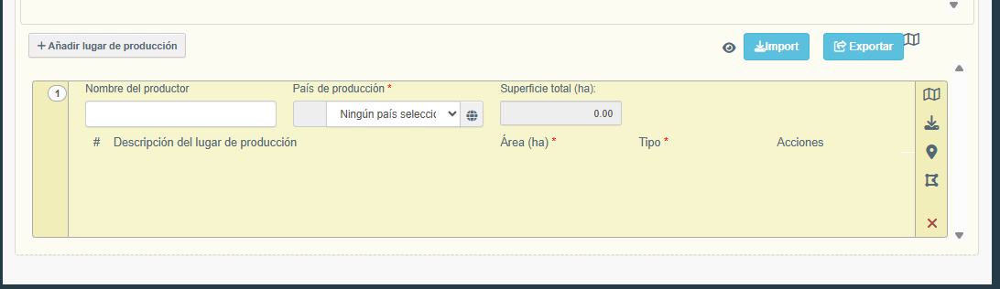 + Añadir lugar de producción
Import
Exportar
1
Nombre del productor
País de producción *
Superficie total (ha):
Ningún país selecci
0.00
# Descripción del lugar de producción
Área (ha) *
Tipo *
Acciones